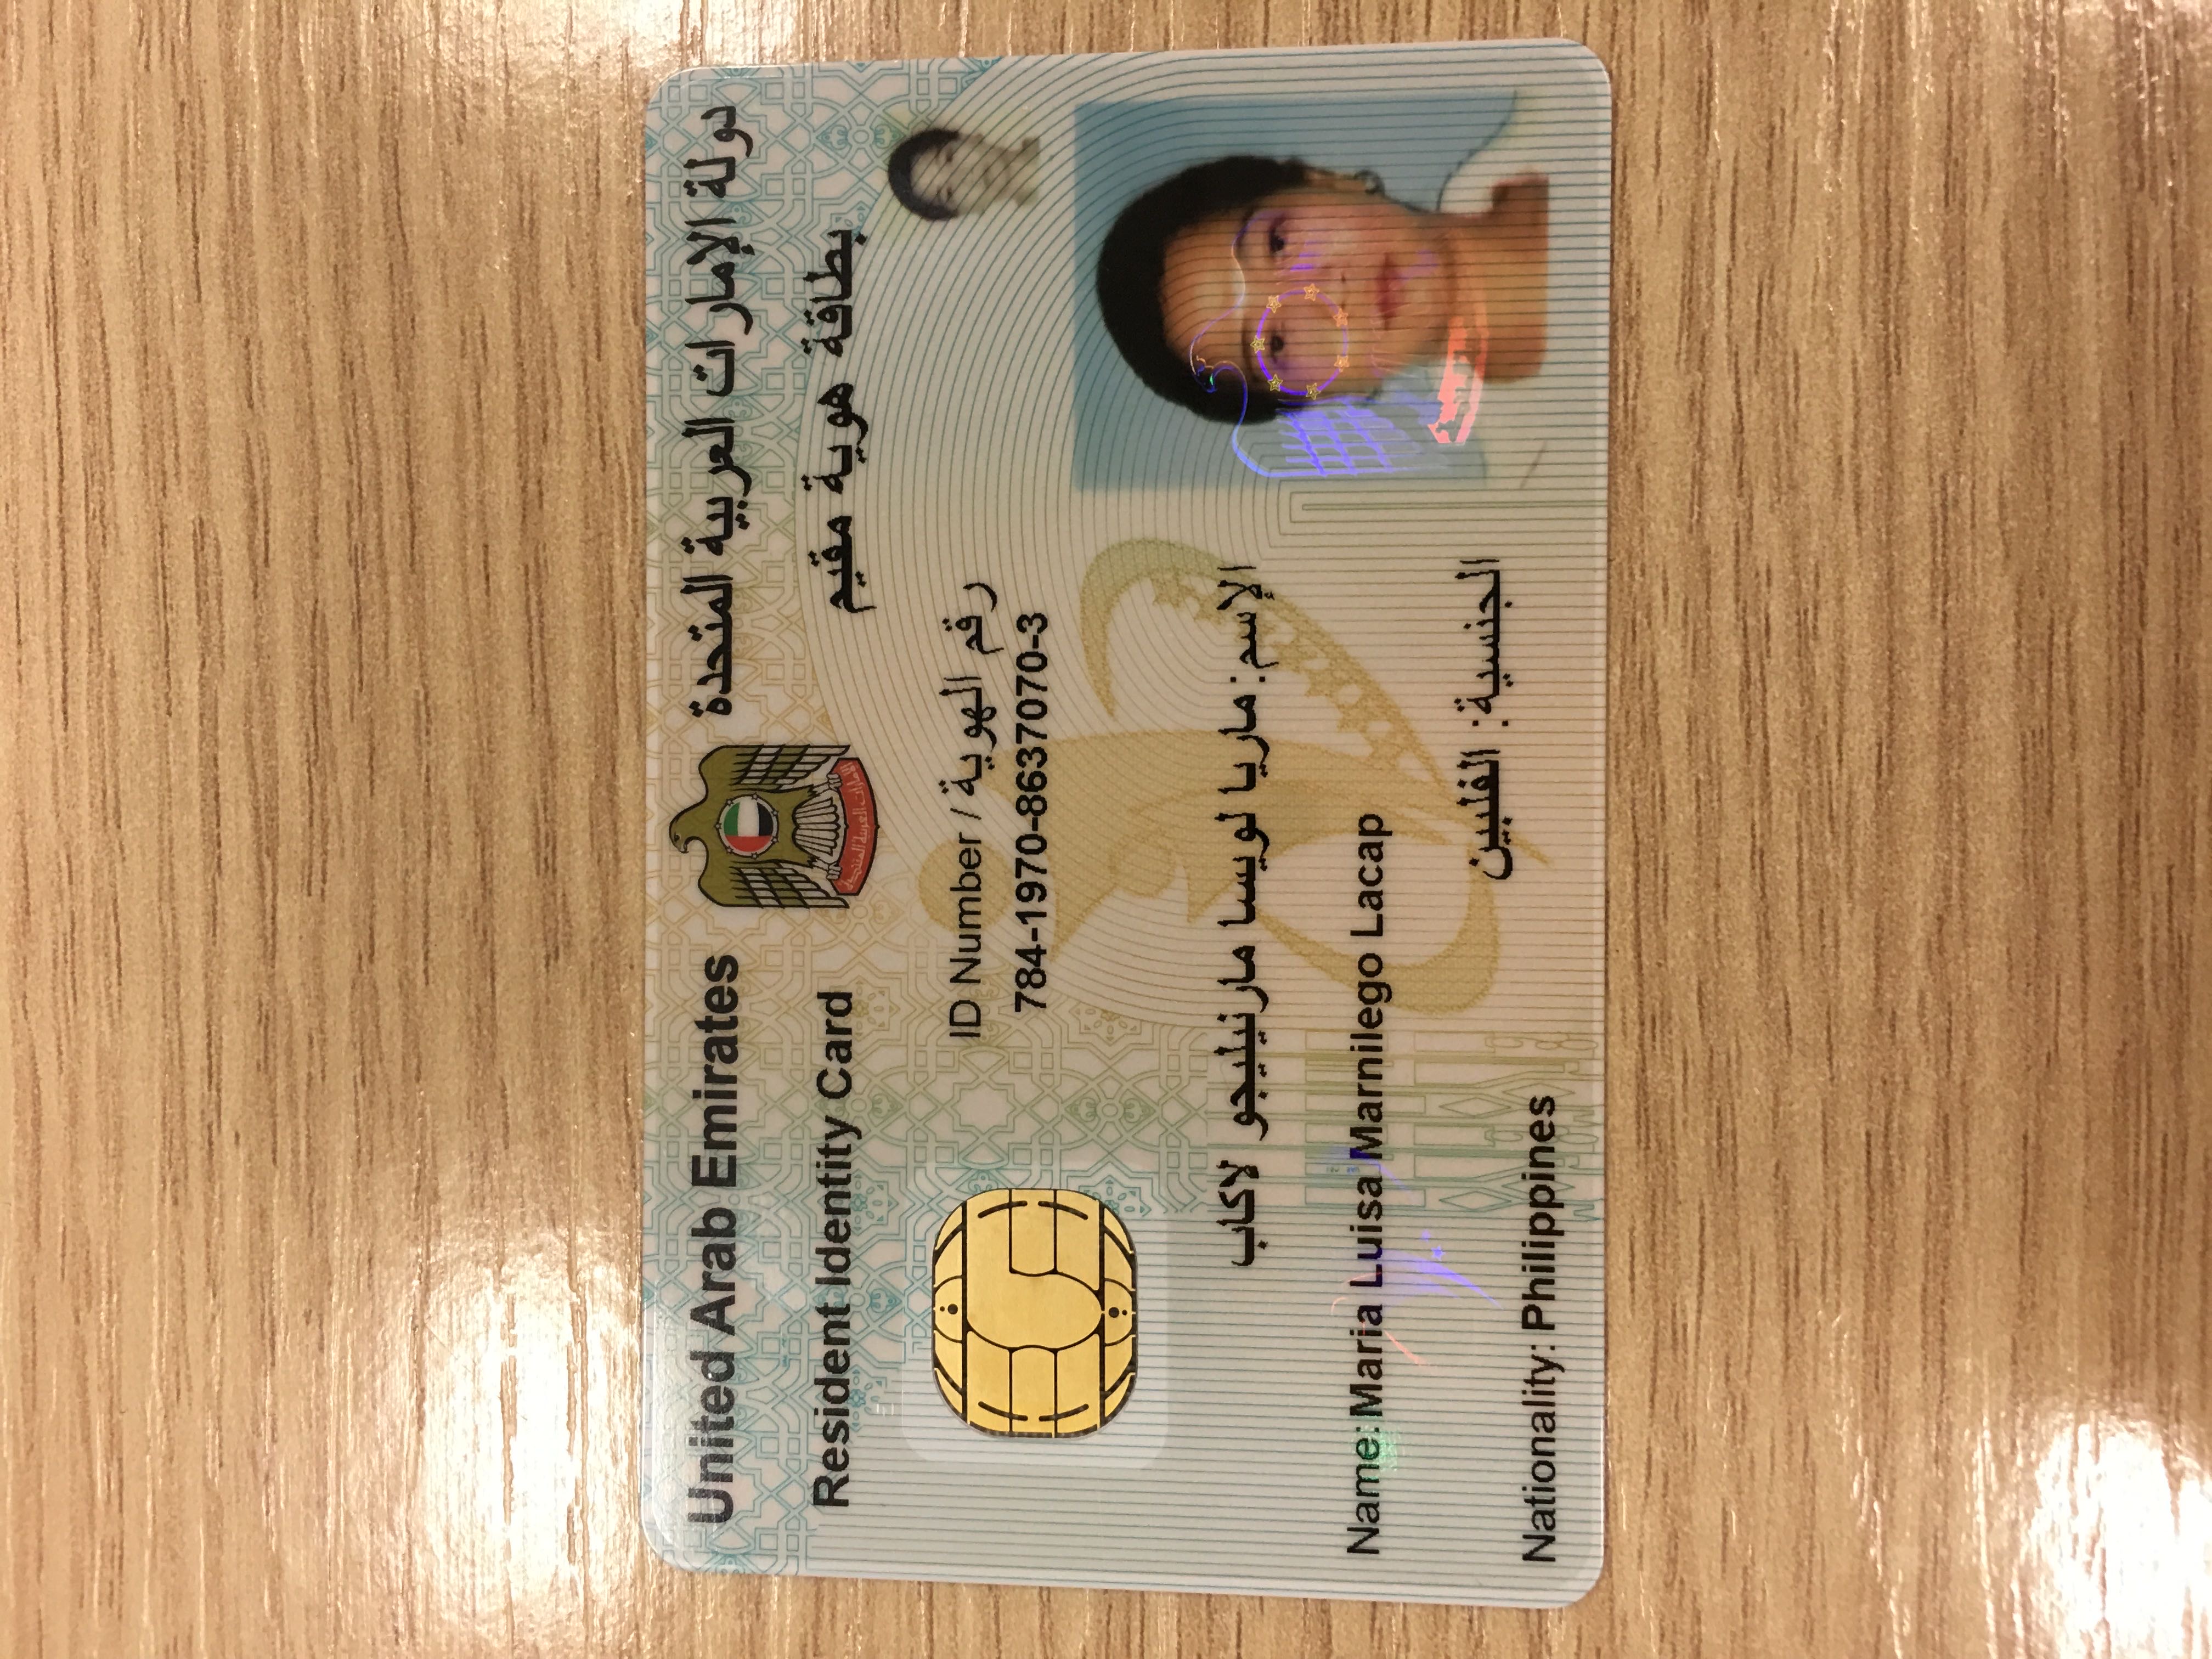 United Arab Emirates
دولة الإمارات العربية المتحدة
Resident Identity Card
بطاقة هوية مقيم
الإمارات العربية المتحدة
ID Number / رقم الهوية
784-1970-8637070-3
الإسم: ماريا لويسا مارنيليجو لاكاب
Name: Maria Luisa Marnilego Lacap
الجنسية: الفلبين
Nationality: Philippines